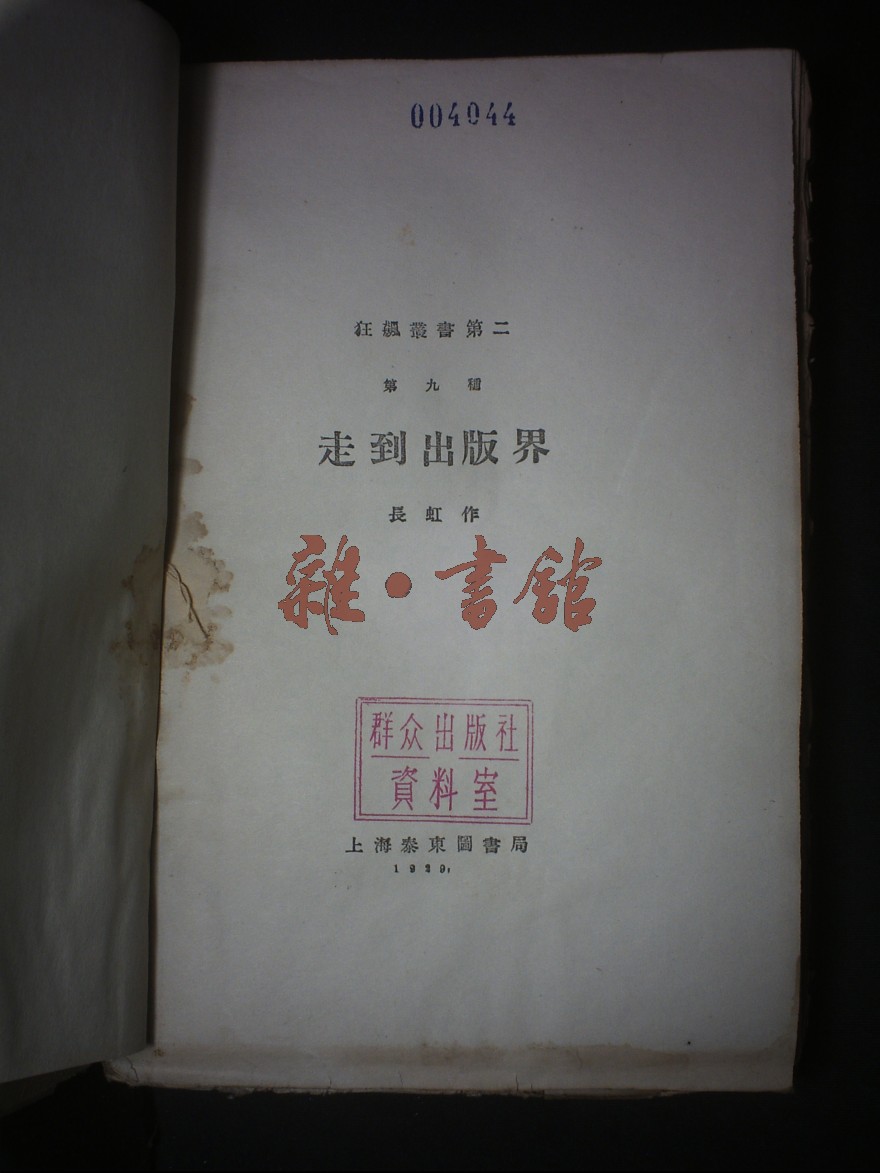 004044
狂飆叢書第二
第九種
走到出版界
長虹作
雜·書館
群众出版社
資料室
上海泰東圖書局
1929,